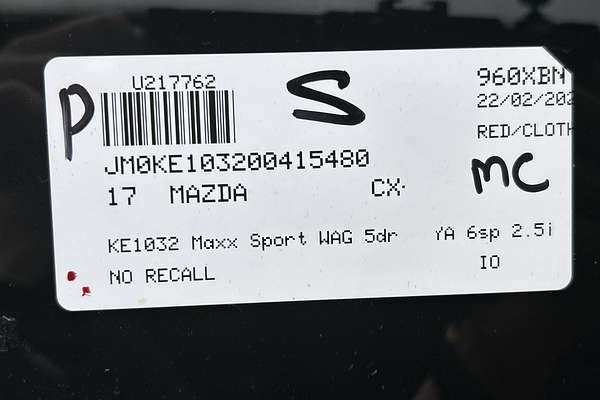 U217762
P
S
960XBN
22/02/202
RED/CLOTH
JM0KE103200415480
MC
17 MAZDA CX-
KE1032 Maxx Sport WAG 5dr YA 6sp 2.5i
NO RECALL IO